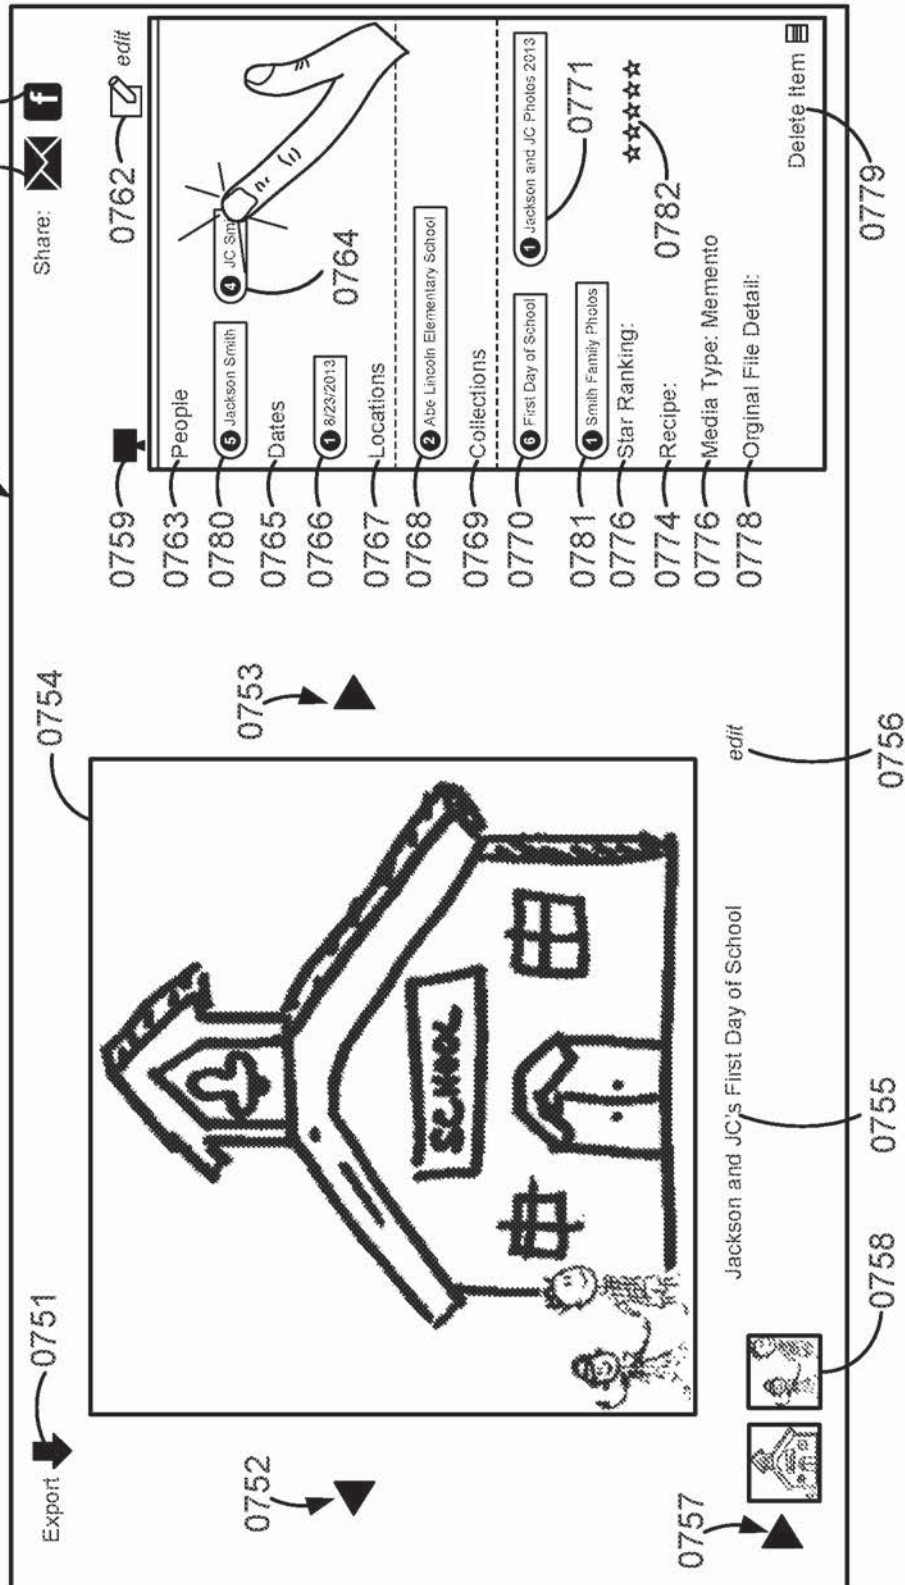 Export
0751
Share:
f
0759
0762
edit
0754
0763
People
0780
5 Jackson Smith
4 JC Sm
0764
0765
Dates
0766
1 8/23/2013
0752
0753
0767
Locations
0768
2 Abe Lincoln Elementary School
0769
Collections
SCHOOL
0770
6 First Day of School
1 Jackson and JC Photos 2013
0771
0781
1 Smith Family Photos
0776
Star Ranking:
0782
0774
Recipe:
0776
Media Type: Memento
0778
Orginal File Detail:
Delete Item
0779
0757
0758
Jackson and JC's First Day of School
edit
0755
0756